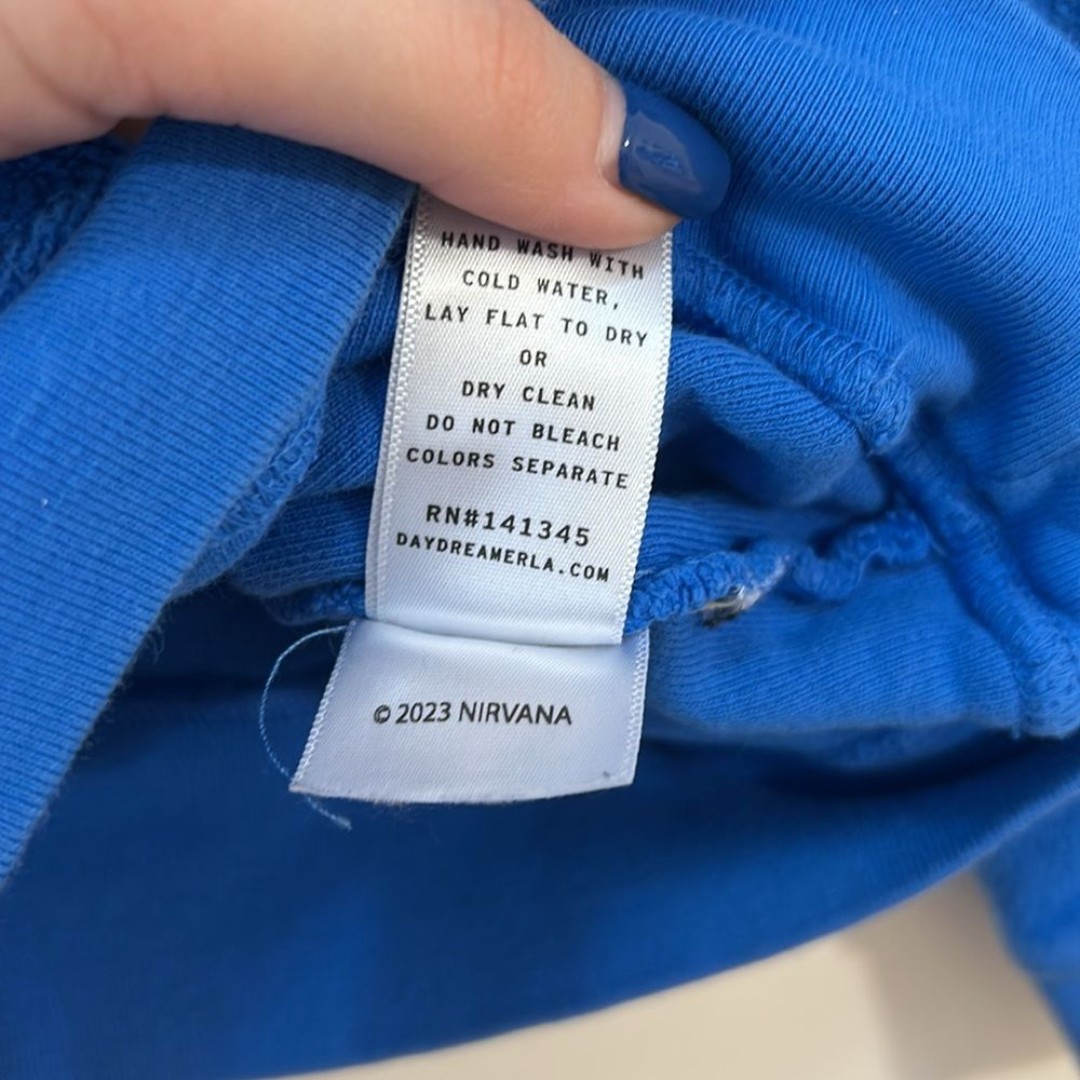 HAND WASH WITH
COLD WATER,
LAY FLAT TO DRY
OR
DRY CLEAN
DO NOT BLEACH
COLORS SEPARATE
RN#141345
DAYDREAMERLA.COM
© 2023 NIRVANA